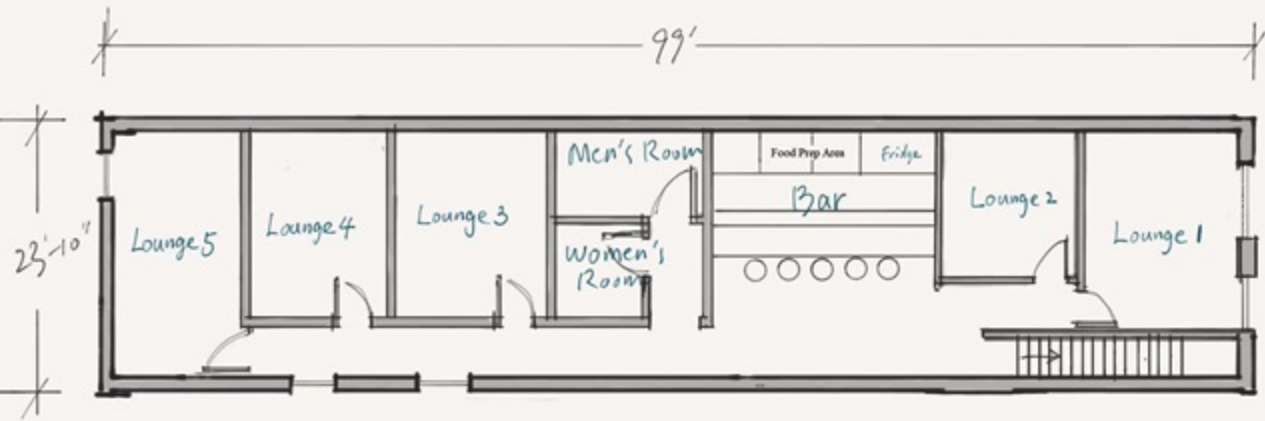 99'
23'-10"
Men's Room
Food Prep Area
Fridge
Bar
Lounge 2
Lounge 1
Lounge 3
Lounge 4
Lounge 5
Women's
Room